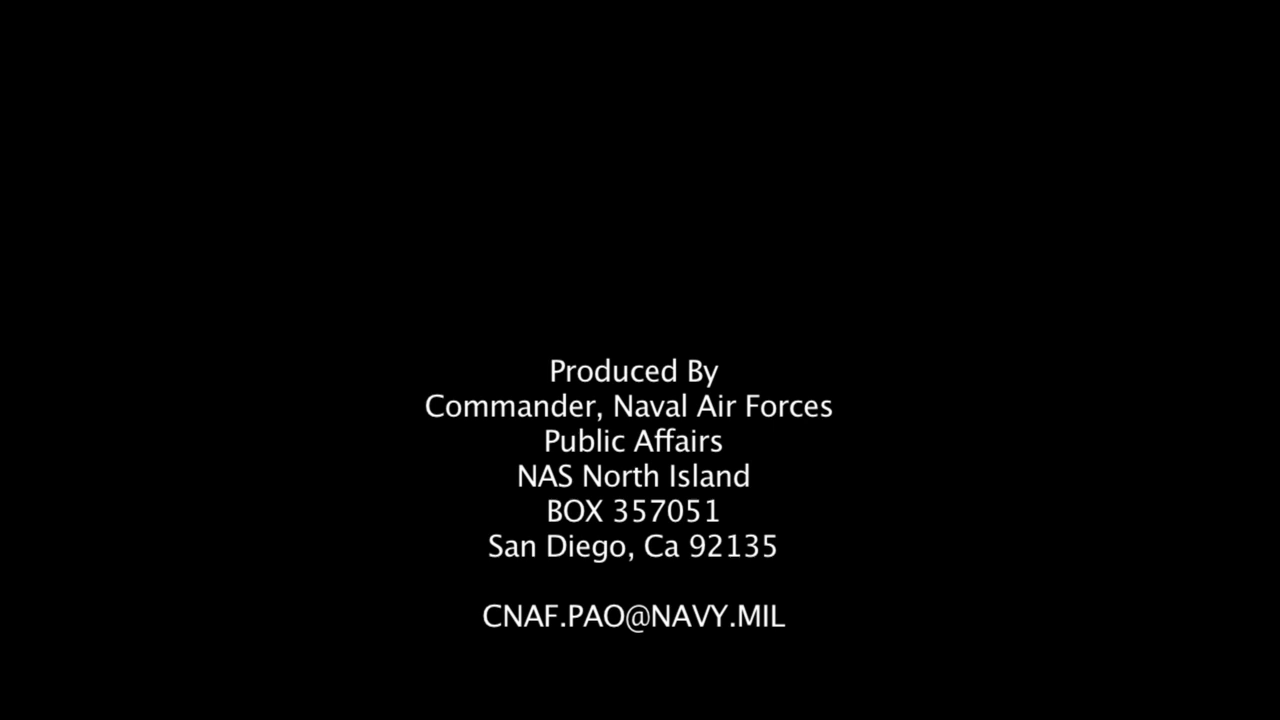 Produced By
Commander, Naval Air Forces
Public Affairs
NAS North Island
BOX 357051
San Diego, Ca 92135
CNAF.PAO@NAVY.MIL